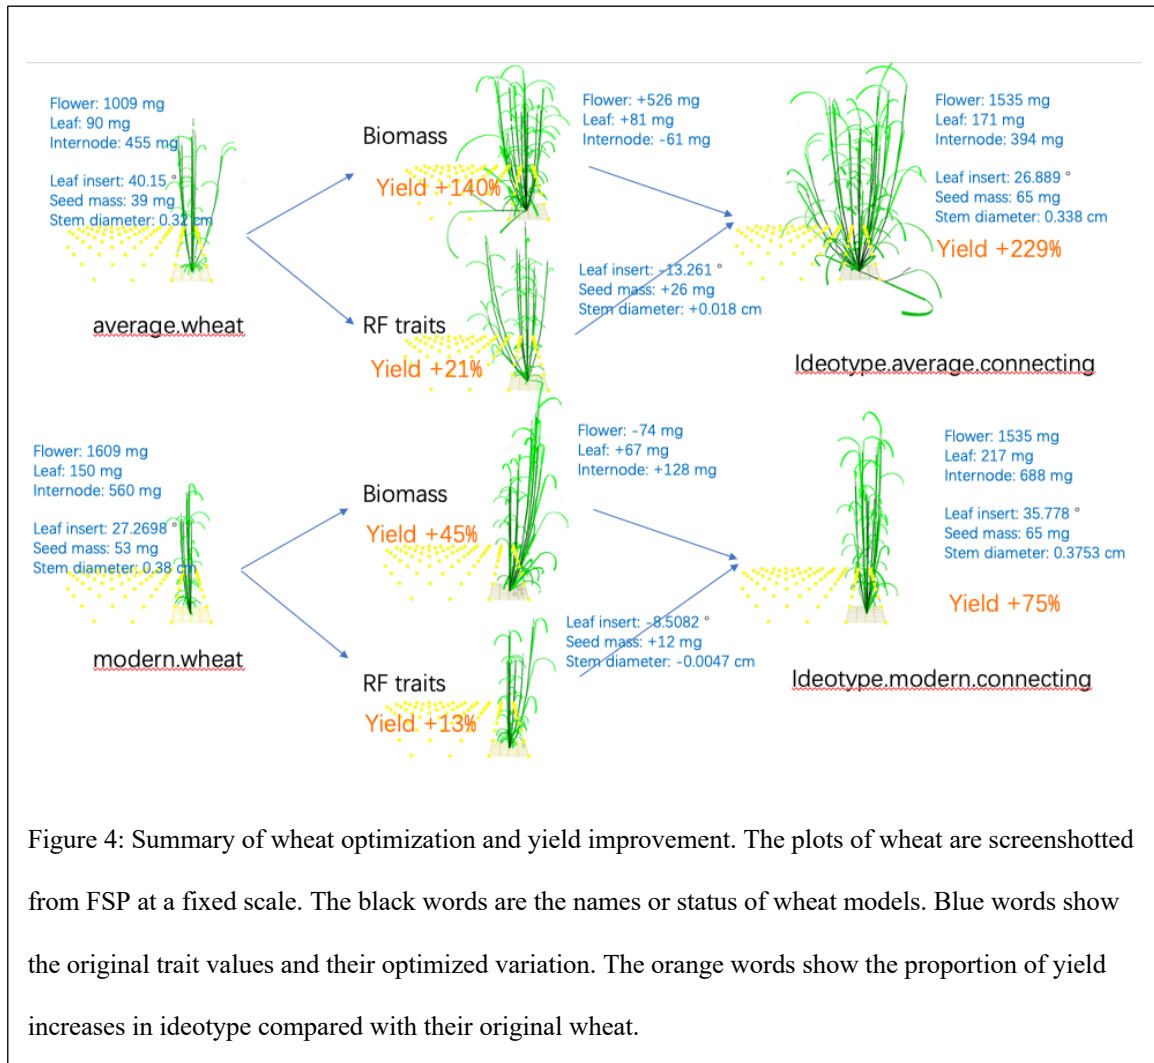 Flower: 1009 mg
Leaf: 90 mg
Internode: 455 mg
Leaf insert: 40.15 °
Seed mass: 39 mg
Stem diameter: 0.32 cm
average.wheat
Biomass
Yield +140%
RF traits
Yield +21%
Flower: +526 mg
Leaf: +81 mg
Internode: -61 mg
Leaf insert: -13.261 °
Seed mass: +26 mg
Stem diameter: +0.018 cm
Flower: 1535 mg
Leaf: 171 mg
Internode: 394 mg
Leaf insert: 26.889 °
Seed mass: 65 mg
Stem diameter: 0.338 cm
Yield +229%
Ideotype.average.connecting
Flower: 1609 mg
Leaf: 150 mg
Internode: 560 mg
Leaf insert: 27.2698 °
Seed mass: 53 mg
Stem diameter: 0.38 cm
modern.wheat
Biomass
Yield +45%
RF traits
Yield +13%
Flower: -74 mg
Leaf: +67 mg
Internode: +128 mg
Leaf insert: -8.5082 °
Seed mass: +12 mg
Stem diameter: -0.0047 cm
Flower: 1535 mg
Leaf: 217 mg
Internode: 688 mg
Leaf insert: 35.778 °
Seed mass: 65 mg
Stem diameter: 0.3753 cm
Yield +75%
Ideotype.modern.connecting
Figure 4: Summary of wheat optimization and yield improvement. The plots of wheat are screenshotted
from FSP at a fixed scale. The black words are the names or status of wheat models. Blue words show
the original trait values and their optimized variation. The orange words show the proportion of yield
increases in ideotype compared with their original wheat.